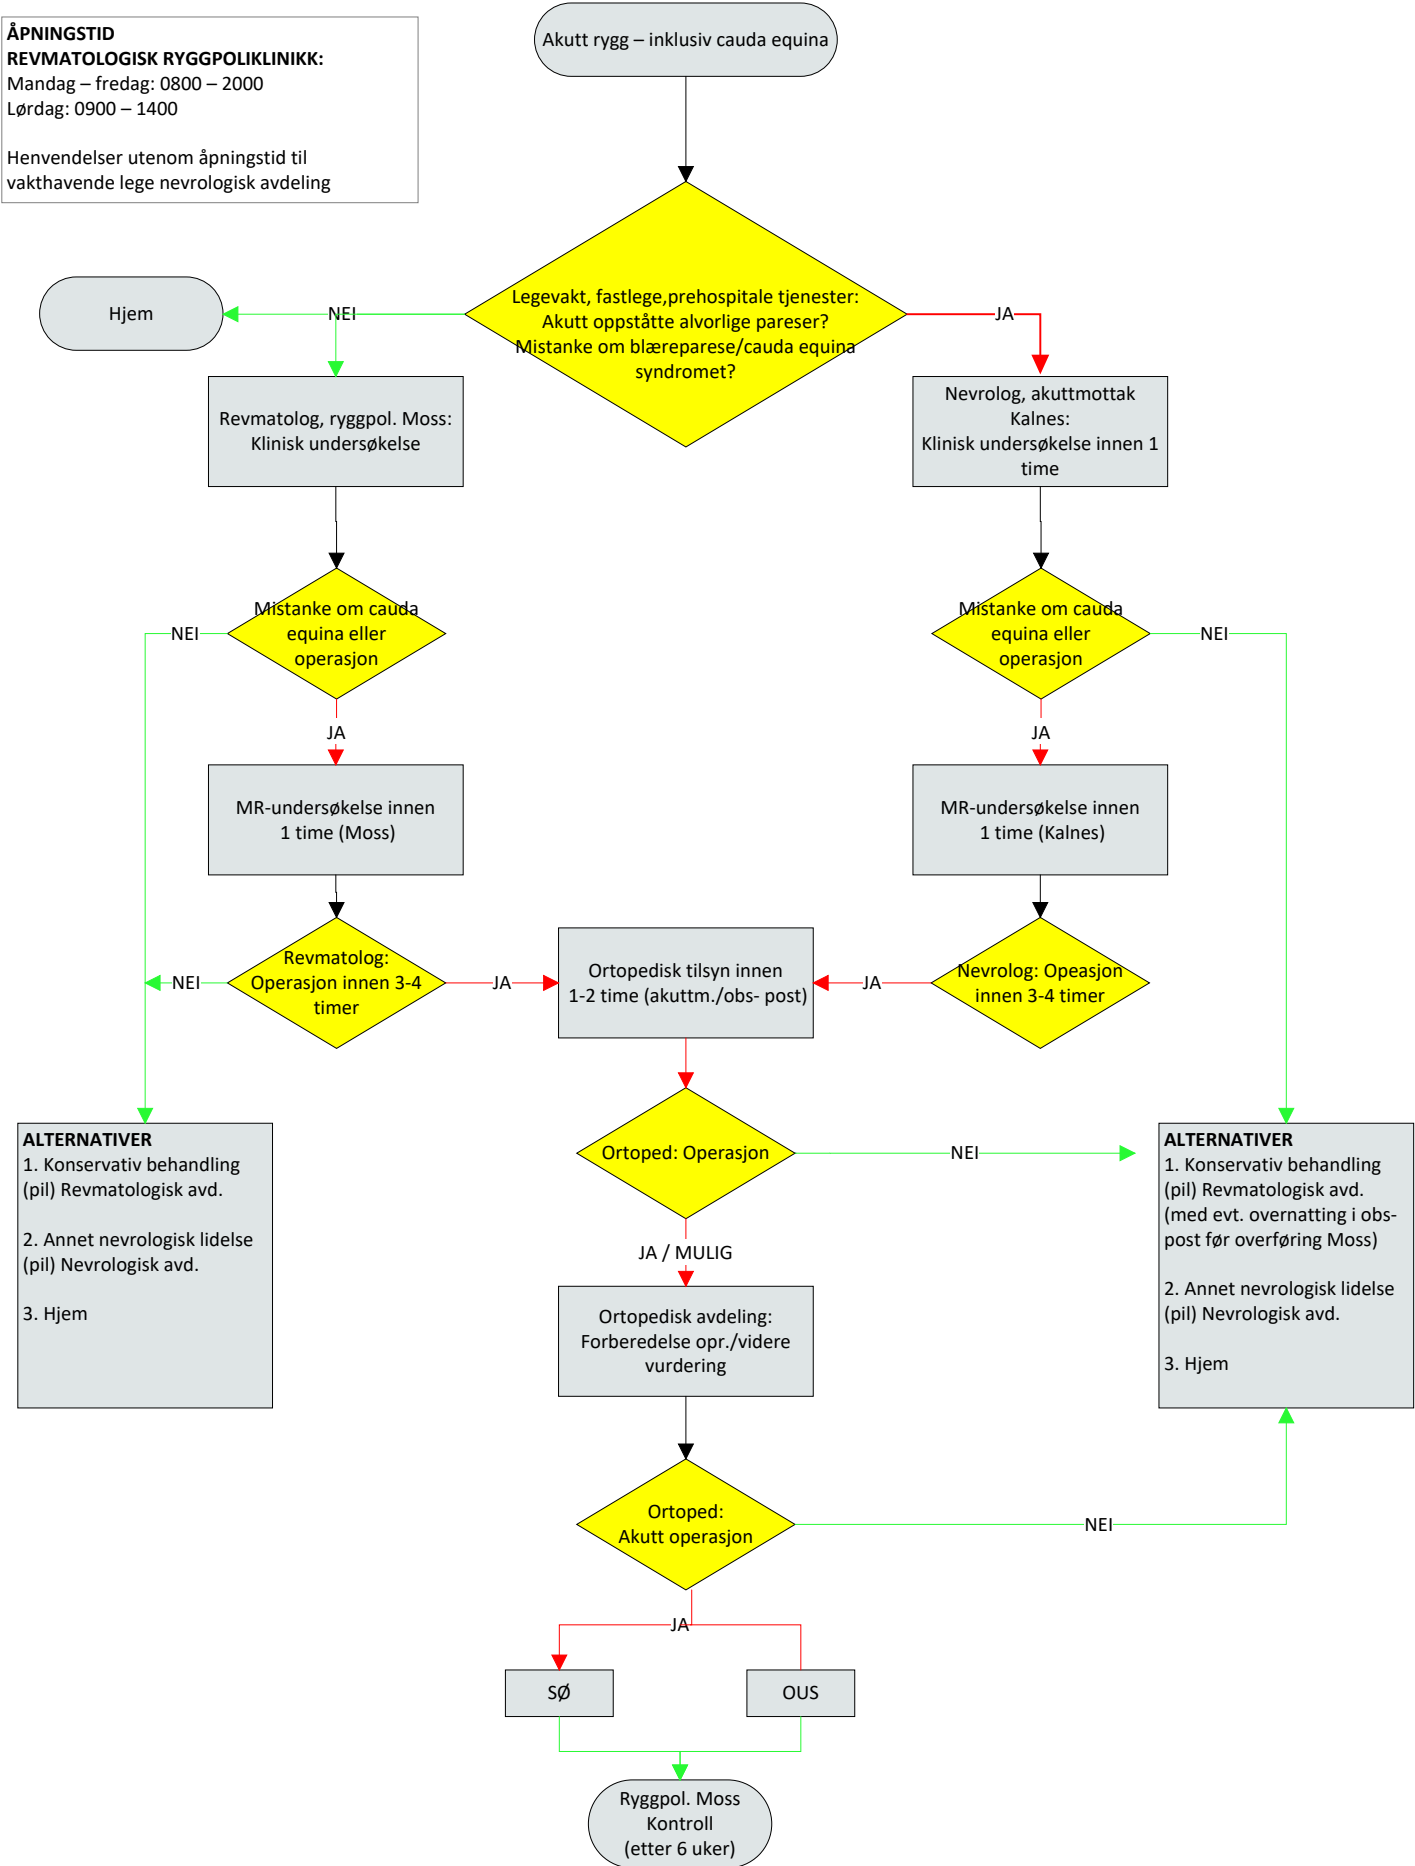 ÅPNINGSTID
REVMATOLOGISK RYGGPOLIKLINIKK:
Mandag – fredag: 0800 – 2000
Lørdag: 0900 – 1400
Henvendelser utenom åpningstid til
vakthavende lege nevrologisk avdeling
Akutt rygg – inklusiv cauda equina
Legevakt, fastlege,prehospitale tjenester:
Akutt oppståtte alvorlige pareser?
Mistanke om blæreparese/cauda equina
syndromet?
NEI
JA
Hjem
Revmatolog, ryggpol. Moss:
Klinisk undersøkelse
Nevrolog, akuttmottak
Kalnes:
Klinisk undersøkelse innen 1
time
Mistanke om cauda
equina eller
operasjon
NEI
JA
Mistanke om cauda
equina eller
operasjon
NEI
JA
MR-undersøkelse innen
1 time (Moss)
MR-undersøkelse innen
1 time (Kalnes)
Revmatolog:
Operasjon innen 3-4
timer
NEI
JA
Ortopedisk tilsyn innen
1-2 time (akuttm./obs- post)
JA
Nevrolog: Opeasjon
innen 3-4 timer
Ortoped: Operasjon
NEI
JA / MULIG
ALTERNATIVER
1. Konservativ behandling
(pil) Revmatologisk avd.
2. Annet nevrologisk lidelse
(pil) Nevrologisk avd.
3. Hjem
ALTERNATIVER
1. Konservativ behandling
(pil) Revmatologisk avd.
(med evt. overnatting i obs-
post før overføring Moss)
2. Annet nevrologisk lidelse
(pil) Nevrologisk avd.
3. Hjem
Ortopedisk avdeling:
Forberedelse opr./videre
vurdering
Ortoped:
Akutt operasjon
NEI
JA
SØ
OUS
Ryggpol. Moss
Kontroll
(etter 6 uker)